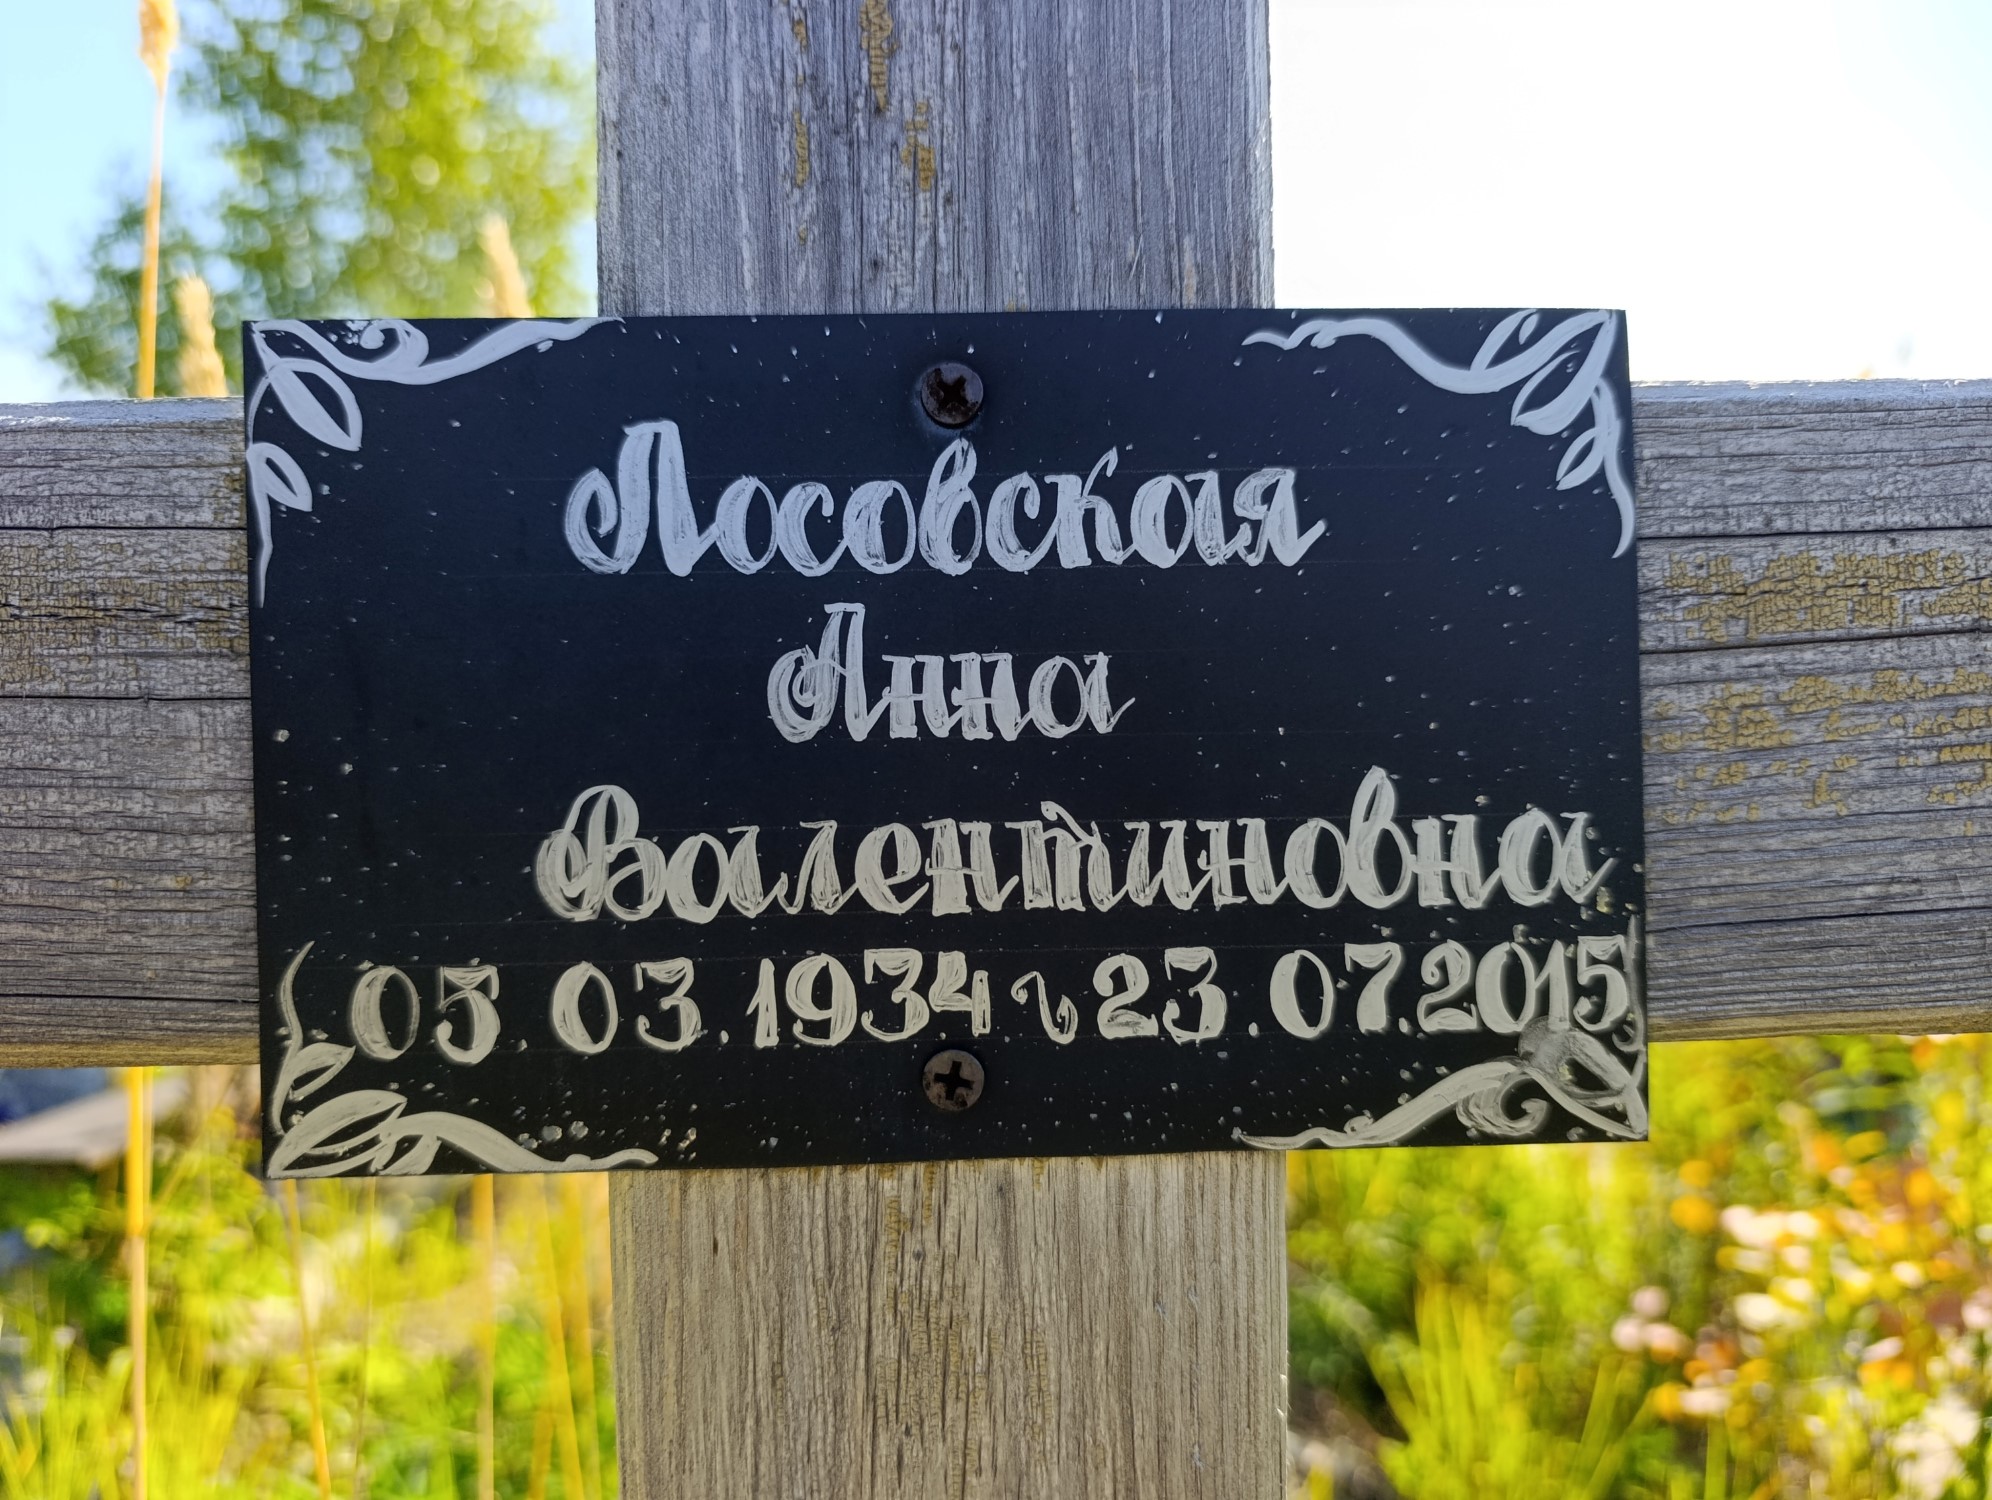 Лосовская
Анна
Валентиновна
05 03.1934 ~ 23.07.2015